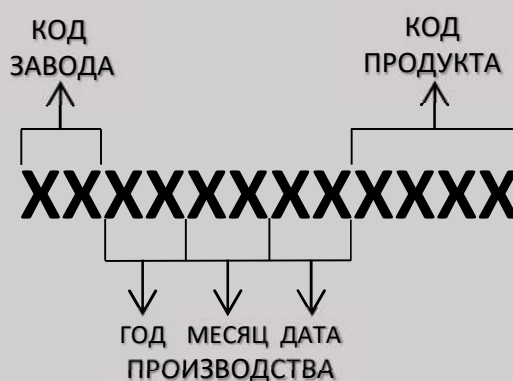 КОД
ЗАВОДА
КОД
ПРОДУКТА
XXXXXXXXXXXX
ГОД МЕСЯЦ ДАТА
ПРОИЗВОДСТВА